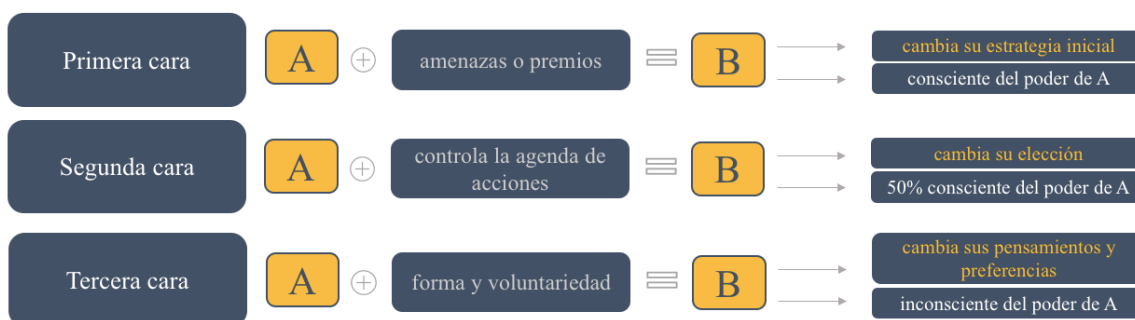 Primera cara
A
amenazas o premios
B
cambia su estrategia inicial
consciente del poder de A
Segunda cara
A
controla la agenda de
acciones
B
cambia su elección
50% consciente del poder de A
Tercera cara
A
forma y voluntariedad
B
cambia sus pensamientos y
preferencias
inconsciente del poder de A